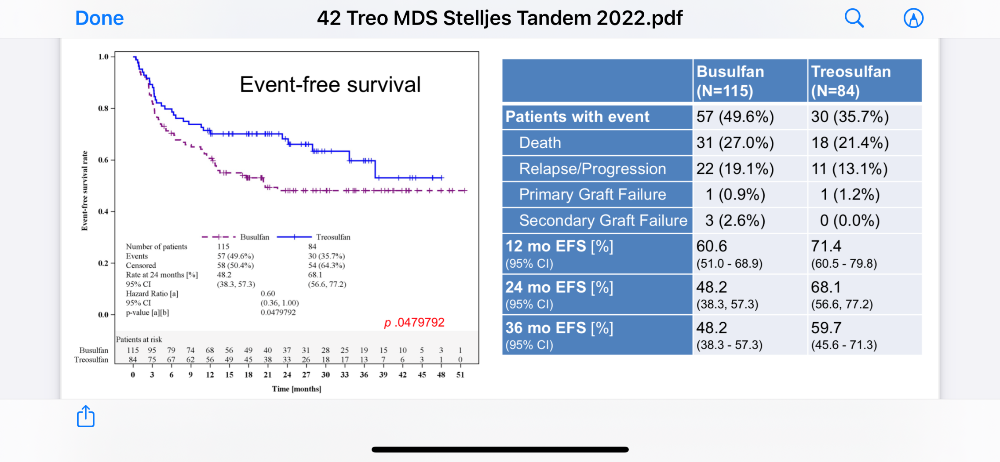 Done
42 Treo MDS Stelljes Tandem 2022.pdf
Event-free survival
Event-free survival rate
1.0
0.8
0.6
0.4
0.2
0.0
Busulfan Treosulfan
Number of patients 115 84
Events 57 (49.6%) 30 (35.7%)
Censored 58 (50.4%) 54 (64.3%)
Rate at 24 months [%] 48.2 68.1
95% CI (38.3, 57.3) (56.6, 77.2)
Hazard Ratio [a] 0.60
95% CI (0.36, 1.00)
p-value [a][b] 0.0479792
p .0479792
Patients at risk
Busulfan 115 95 79 74 68 56 49 40 37 31 28 25 19 15 10 5 3 1
Treosulfan 84 75 67 62 56 49 45 38 33 26 18 17 13 7 6 3 1 0
0 3 6 9 12 15 18 21 24 27 30 33 36 39 42 45 48 51
Time [months]
Busulfan Treosulfan
(N=115) (N=84)
Patients with event 57 (49.6%) 30 (35.7%)
Death 31 (27.0%) 18 (21.4%)
Relapse/Progression 22 (19.1%) 11 (13.1%)
Primary Graft Failure 1 (0.9%) 1 (1.2%)
Secondary Graft Failure 3 (2.6%) 0 (0.0%)
12 mo EFS [%] 60.6 71.4
(95% CI) (51.0 - 68.9) (60.5 - 79.8)
24 mo EFS [%] 48.2 68.1
(95% CI) (38.3, 57.3) (56.6, 77.2)
36 mo EFS [%] 48.2 59.7
(95% CI) (38.3 - 57.3) (45.6 - 71.3)